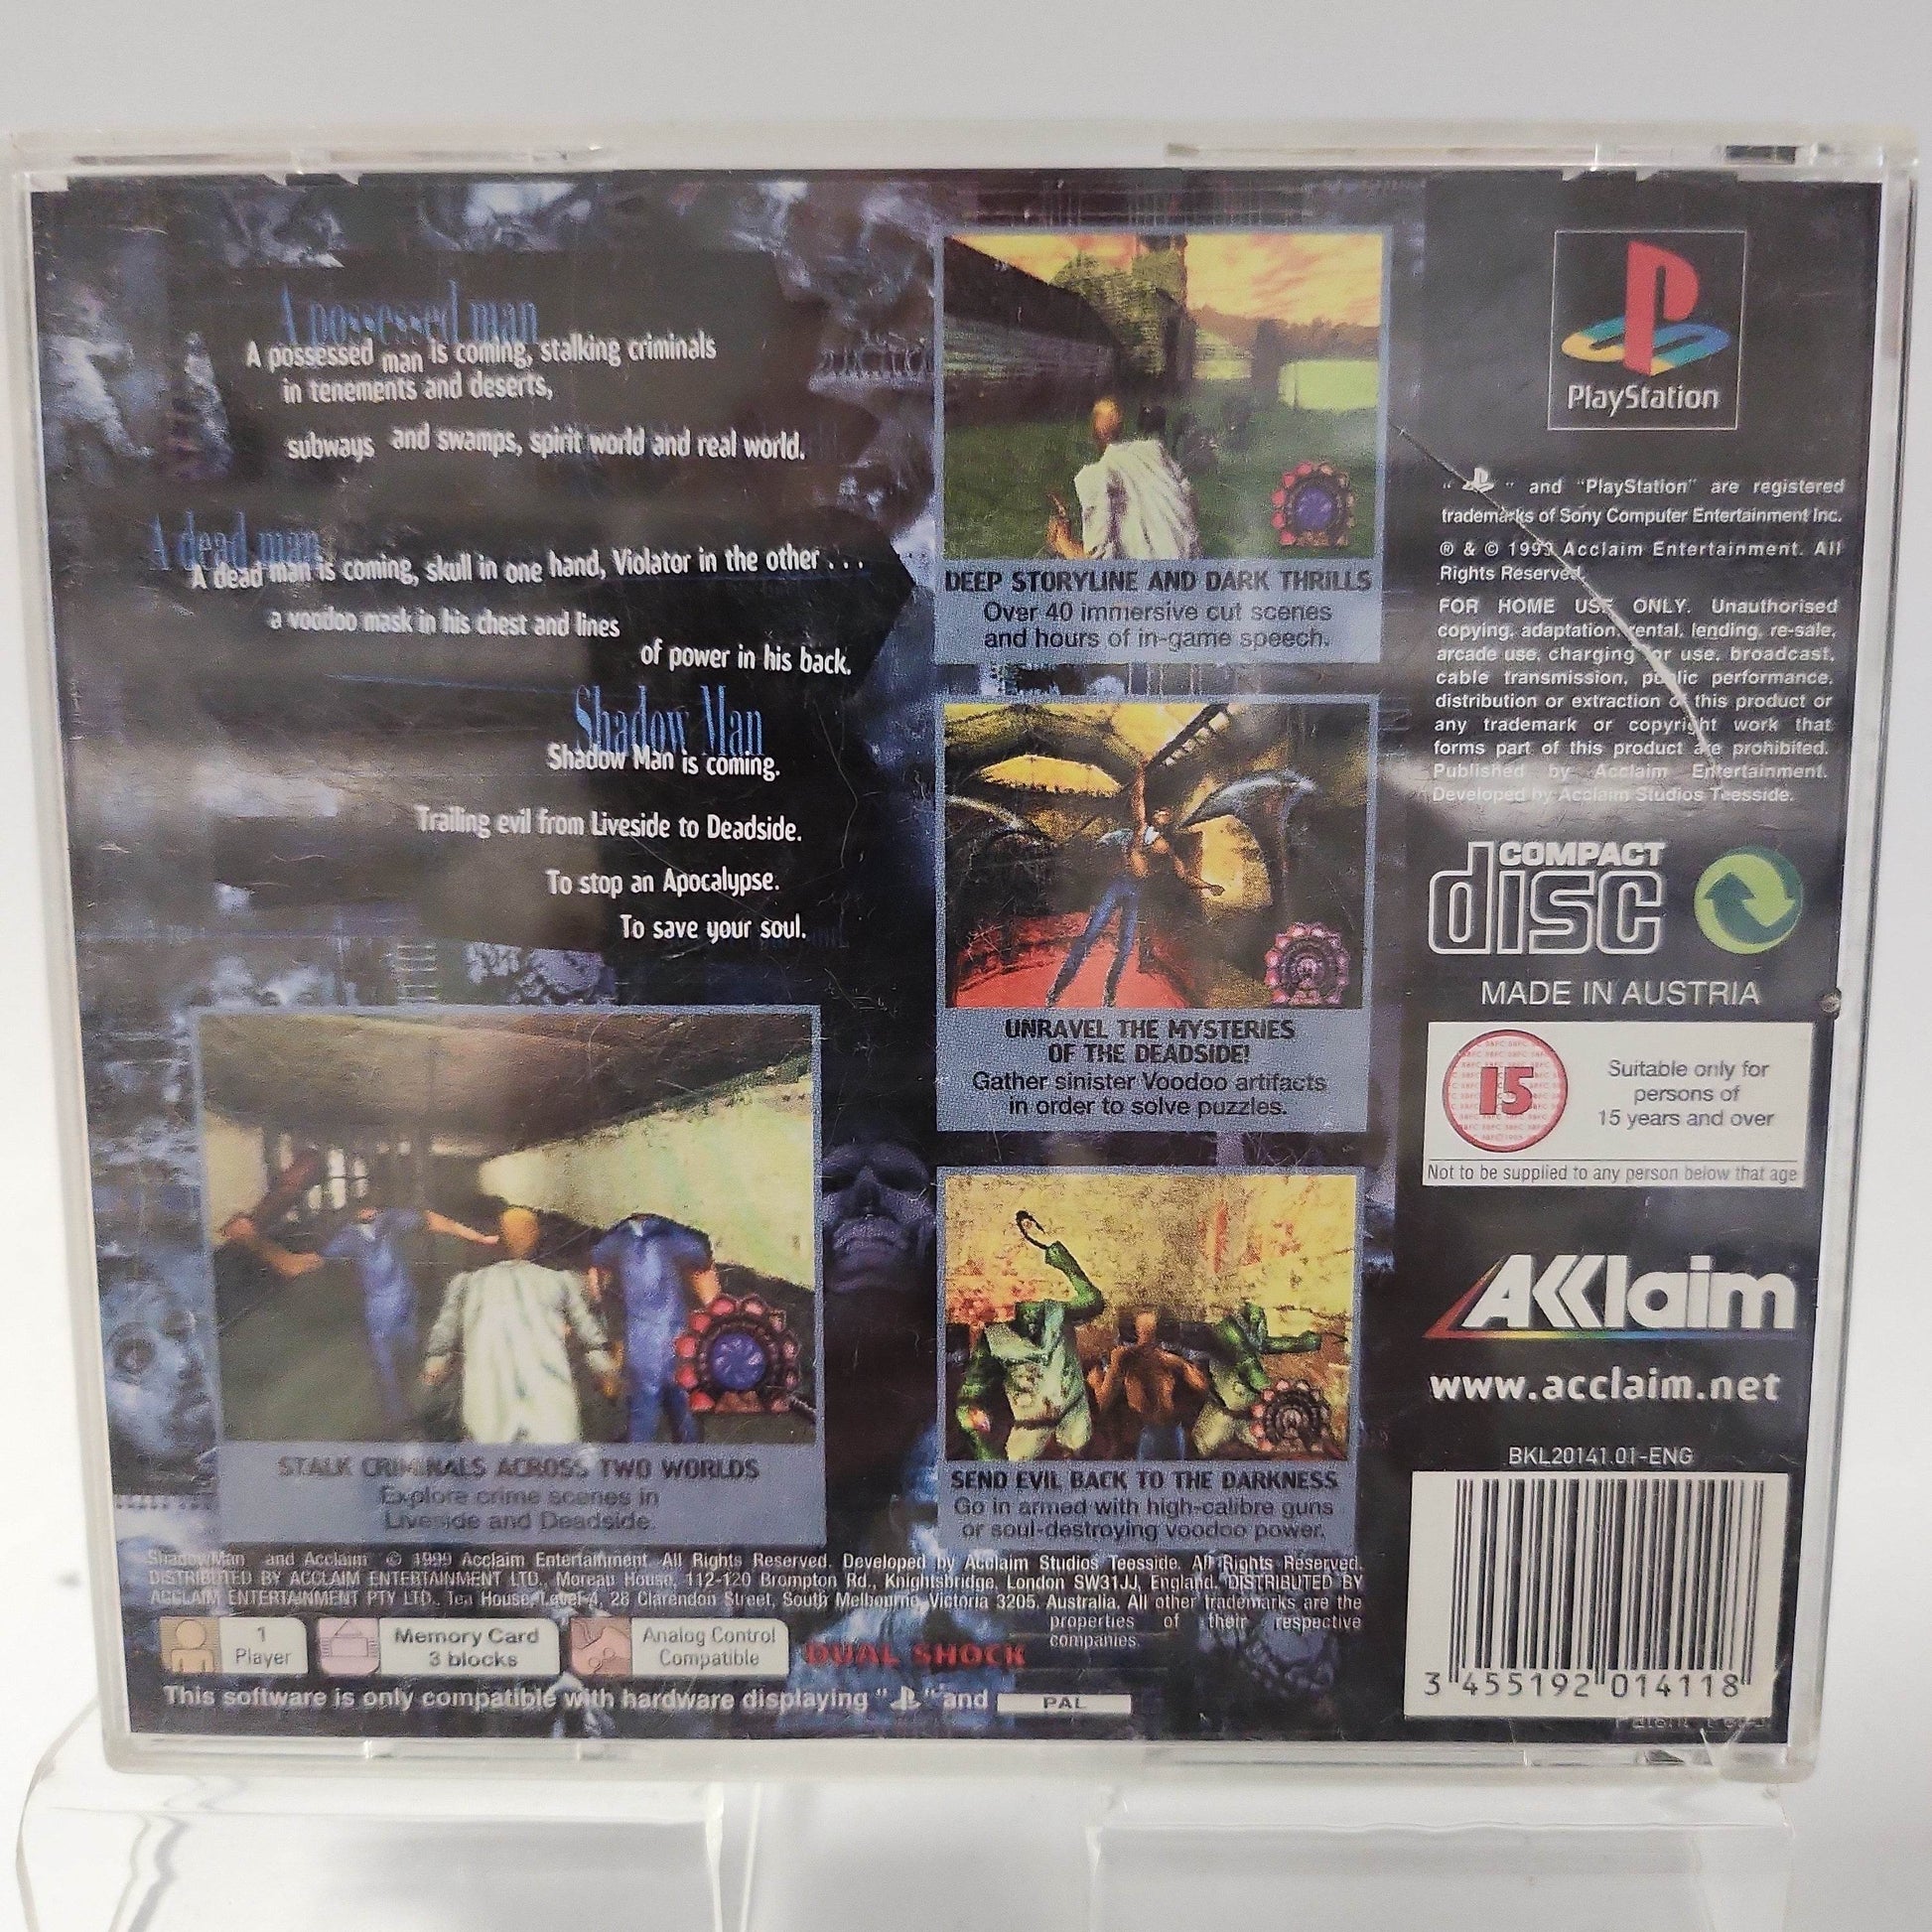 A possessed man
A possessed man is coming, stalking criminals
in tenements and deserts,
subways and swamps, spirit world and real world.
A dead man
A dead man is coming, skull in one hand, Violator in the other . . .
a voodoo mask in his chest and lines
of power in his back.
Shadow Man
Shadow Man is coming.
Trailing evil from Liveside to Deadside.
To stop an Apocalypse.
To save your soul.
STALK CRIMINALS ACROSS TWO WORLDS
Explore crime scenes in
Liveside and Deadside.
DEEP STORYLINE AND DARK THRILLS
Over 40 immersive cut scenes
and hours of in-game speech.
UNRAVEL THE MYSTERIES
OF THE DEADSIDE!
Gather sinister Voodoo artifacts
in order to solve puzzles.
SEND EVIL BACK TO THE DARKNESS
Go in armed with high-calibre guns
or soul-destroying voodoo power.
ShadowMan and Acclaim © 1999 Acclaim Entertainment. All Rights Reserved. Developed by Acclaim Studios Teesside. All Rights Reserved.
DISTRIBUTED BY ACCLAIM ENTERTAINMENT LTD., Moreau House, 112-120 Brompton Rd., Knightsbridge, London SW31JJ, England. DISTRIBUTED BY
ACCLAIM ENTERTAINMENT PTY LTD., Tea House, Level 4, 28 Clarendon Street, South Melbourne, Victoria 3205, Australia. All other trademarks are the
properties of their respective
companies.
1
Player
Memory Card
3 blocks
Analog Control
Compatible
DUAL SHOCK
This software is only compatible with hardware displaying " " and PAL
PlayStation
" " and "PlayStation" are registered
trademarks of Sony Computer Entertainment Inc.
® & © 1999 Acclaim Entertainment. All
Rights Reserved.
FOR HOME USE ONLY. Unauthorised
copying, adaptation, rental, lending, re-sale,
arcade use, charging for use, broadcast,
cable transmission, public performance,
distribution or extraction of this product or
any trademark or copyright work that
forms part of this product are prohibited.
Published by Acclaim Entertainment.
Developed by Acclaim Studios Teesside.
COMPACT
disc
MADE IN AUSTRIA
15
Suitable only for
persons of
15 years and over
Not to be supplied to any person below that age
AKKlaim
www.acclaim.net
BKL20141.01-ENG
3 455192 014118